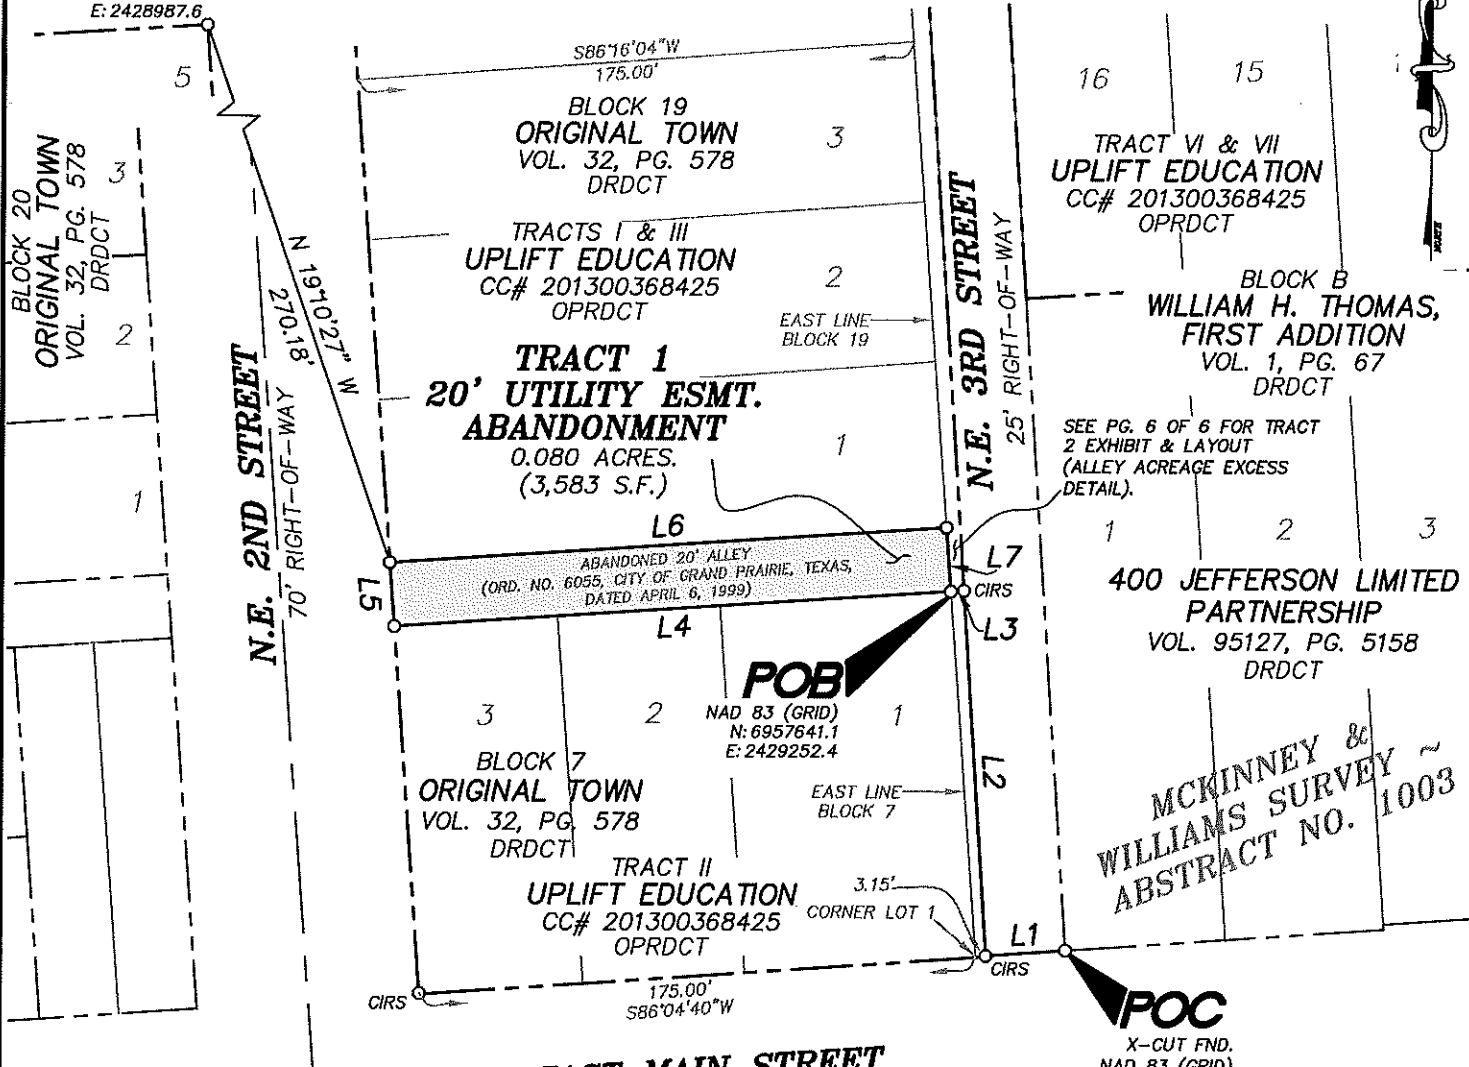 E: 2428987.6
5
BLOCK 20
ORIGINAL TOWN
VOL. 32, PG. 578
DRDCT
3
2
1
N 19°10'27" W
270.18'
N.E. 2ND STREET
70' RIGHT-OF-WAY
S86°16'04"W
175.00'
BLOCK 19
ORIGINAL TOWN
VOL. 32, PG. 578
DRDCT
3
TRACTS I & III
UPLIFT EDUCATION
CC# 201300368425
OPRDCT
2
EAST LINE
BLOCK 19
TRACT 1
20' UTILITY ESMT.
ABANDONMENT
0.080 ACRES.
(3,583 S.F.)
1
N.E. 3RD STREET
25' RIGHT-OF-WAY
16
15
TRACT VI & VII
UPLIFT EDUCATION
CC# 201300368425
OPRDCT
NORTH
BLOCK B
WILLIAM H. THOMAS,
FIRST ADDITION
VOL. 1, PG. 67
DRDCT
SEE PG. 6 OF 6 FOR TRACT
2 EXHIBIT & LAYOUT
(ALLEY ACREAGE EXCESS
DETAIL).
1
2
3
400 JEFFERSON LIMITED
PARTNERSHIP
VOL. 95127, PG. 5158
DRDCT
L6
ABANDONED 20' ALLEY
(ORD. NO. 6055, CITY OF GRAND PRAIRIE, TEXAS,
DATED APRIL 6, 1999)
L5
L4
L7
CIRS
L3
POB
NAD 83 (GRID)
N: 6957641.1
E: 2429252.4
3
2
1
BLOCK 7
ORIGINAL TOWN
VOL. 32, PG. 578
DRDCT
EAST LINE
BLOCK 7
L2
TRACT II
UPLIFT EDUCATION
CC# 201300368425
OPRDCT
3.15'
CORNER LOT 1
L1
CIRS
MCKINNEY &
WILLIAMS SURVEY ~
ABSTRACT NO. 1003
CIRS
175.00'
S86°04'40"W
POC
X-CUT FND.
NAD 83 (GRID)
EAST MAIN STREET